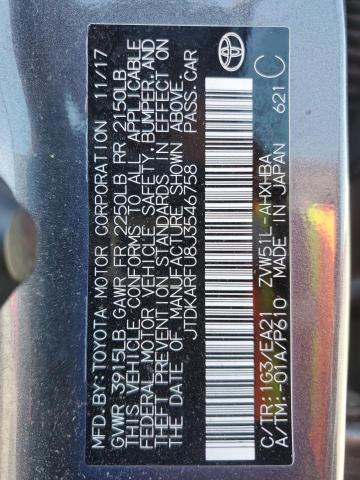 MFD.BY:TOYOTA MOTOR CORPORATION 11/17
GVWR 3915LB GAWR FR 2250LB RR 2150LB
THIS VEHICLE CONFORMS TO ALL APPLICABLE
FEDERAL MOTOR VEHICLE SAFETY, BUMPER, AND
THEFT PREVENTION STANDARDS IN EFFECT ON
THE DATE OF MANUFACTURE SHOWN ABOVE.
JTDKARFU8J3546758 PASS.CAR
C/TR:1G3/EA21 ZVW51L-AHXHBA
A/TM:-01A/P610 MADE IN JAPAN 621
C
TOYOTA